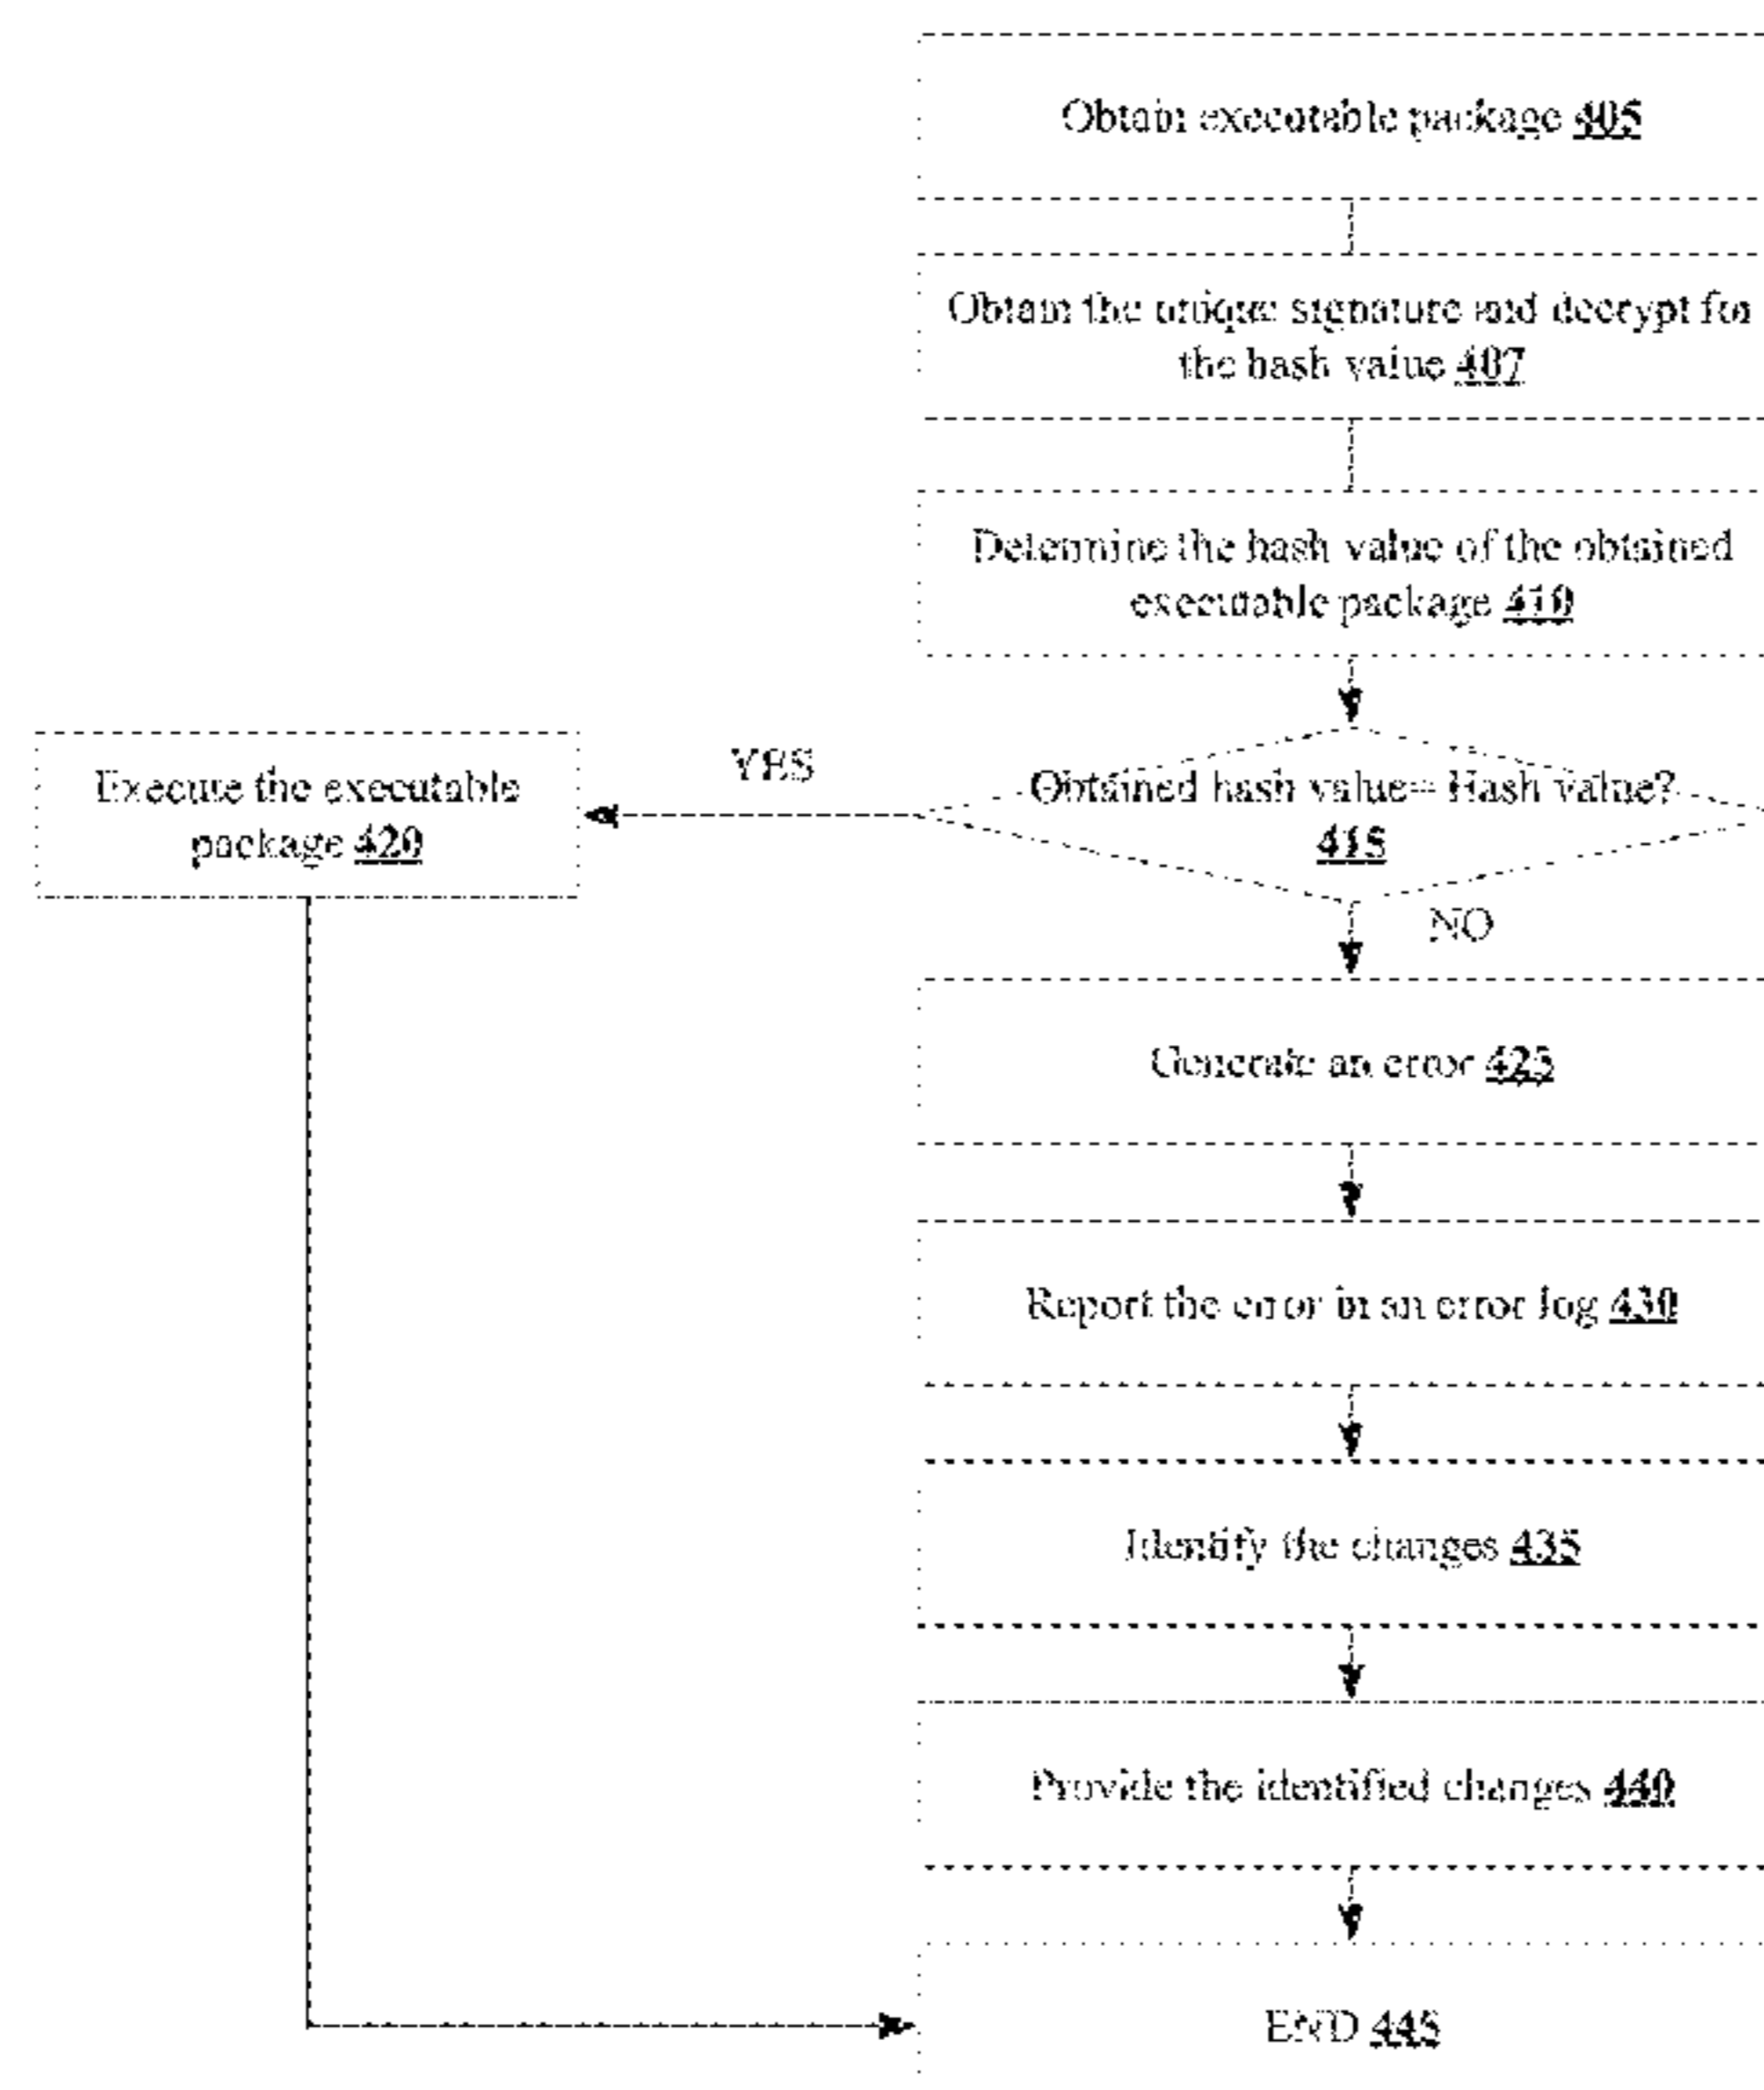 Obtain executable package 405
Obtain the unique signature and decrypt for
the hash value 407
Determine the hash value of the obtained
executable package 410
YES
Execute the executable
package 420
Obtained hash value= Hash value?
415
NO
Generate an error 425
Report the error in an error log 430
Identify the changes 435
Provide the identified changes 440
END 445